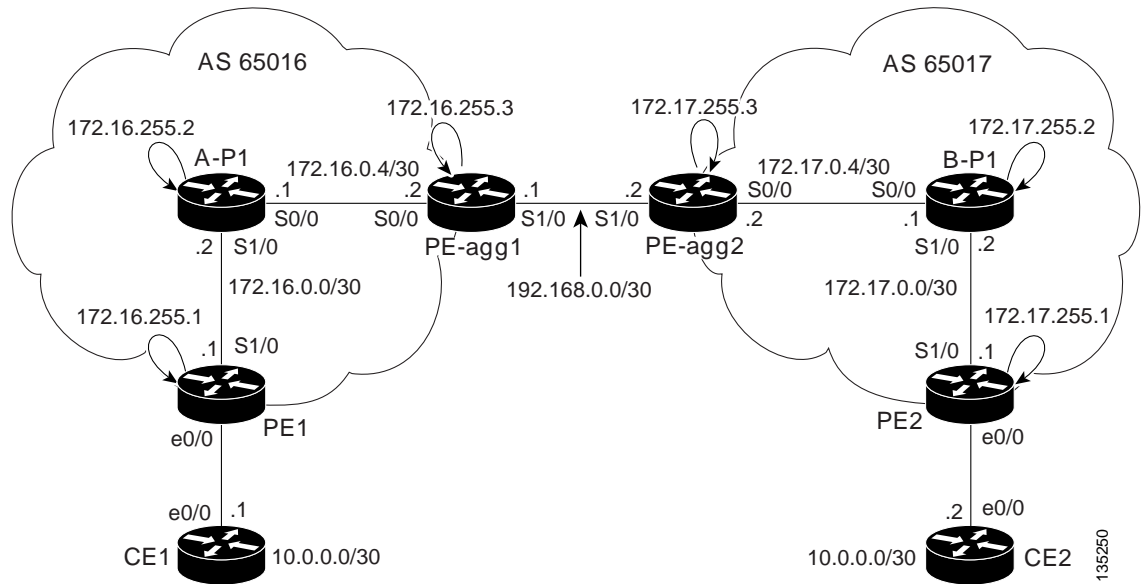 AS 65016
AS 65017
172.16.255.3
172.17.255.3
172.16.255.2
172.17.255.2
A-P1
172.16.0.4/30
172.17.0.4/30
B-P1
.1
.2
.1
.2
S0/0
S0/0
S0/0
S0/0
S1/0
S1/0
.2
.1
.2
S1/0
PE-agg1
PE-agg2
S1/0
.2
172.16.0.0/30
192.168.0.0/30
172.17.0.0/30
172.16.255.1
172.17.255.1
.1
S1/0
S1/0
.1
PE1
PE2
e0/0
e0/0
e0/0
.1
.2
e0/0
CE1
10.0.0.0/30
10.0.0.0/30
CE2
135250